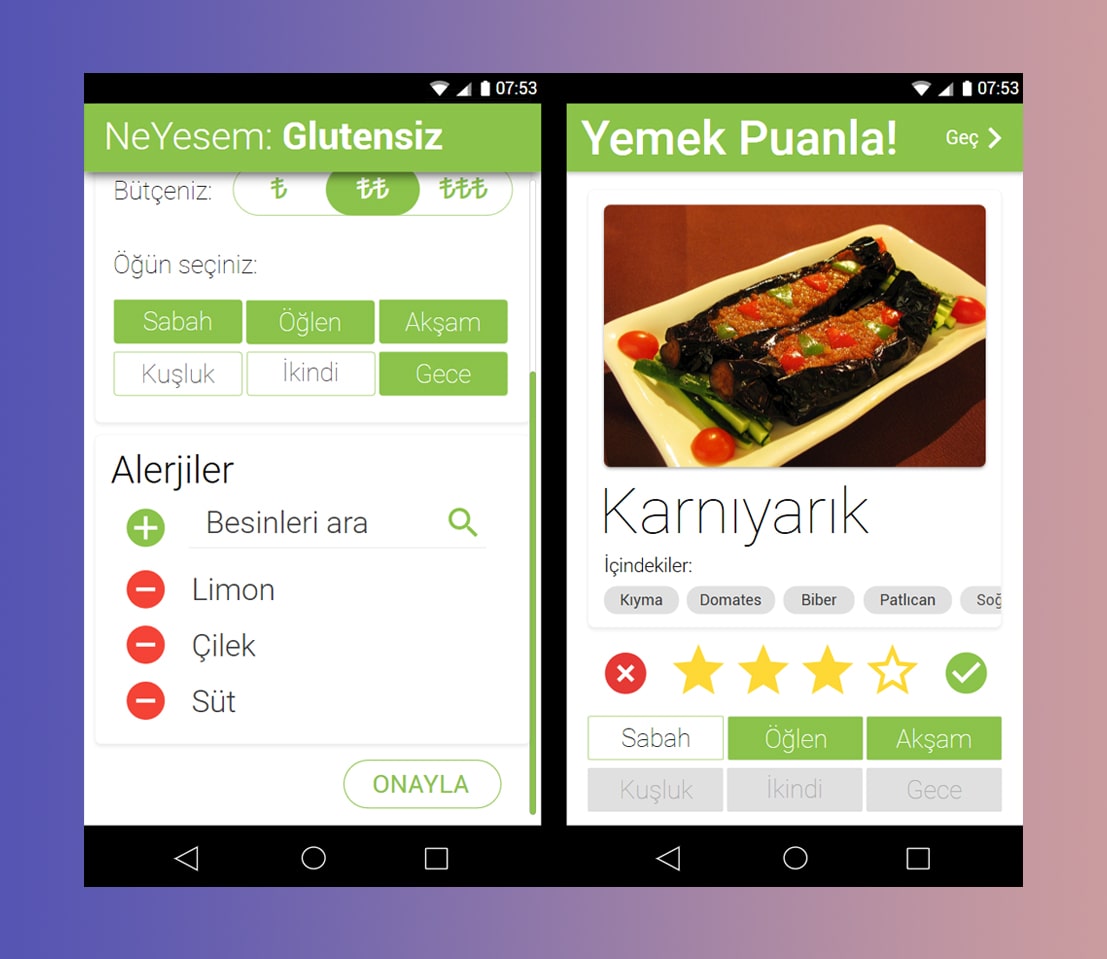 07:53
NeYesem: Glutensiz
Bütçeniz: ₺ ₺₺ ₺₺₺
Öğün seçiniz:
Sabah Öğlen Akşam
Kuşluk İkindi Gece
Alerjiler
Besinleri ara
Limon
Çilek
Süt
ONAYLA
07:53
Yemek Puanla! Geç
Karnıyarık
İçindekiler:
Kıyma Domates Biber Patlıcan Soğ
Sabah Öğlen Akşam
Kuşluk İkindi Gece